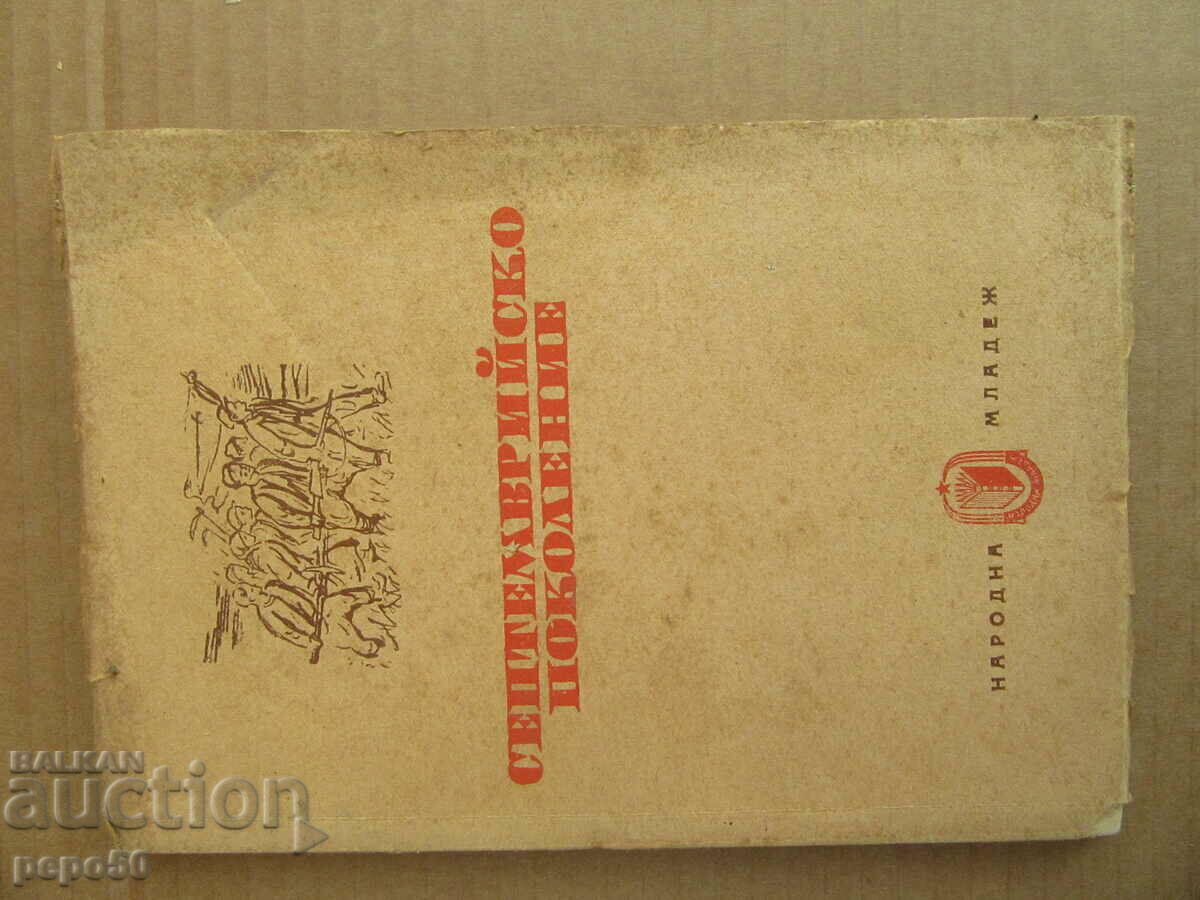 СЕПТЕМВРИЙСКО
ПОКОЛЕНИЕ
НАРОДНА МЛАДЕЖ
BALKAN
auction
pepo50